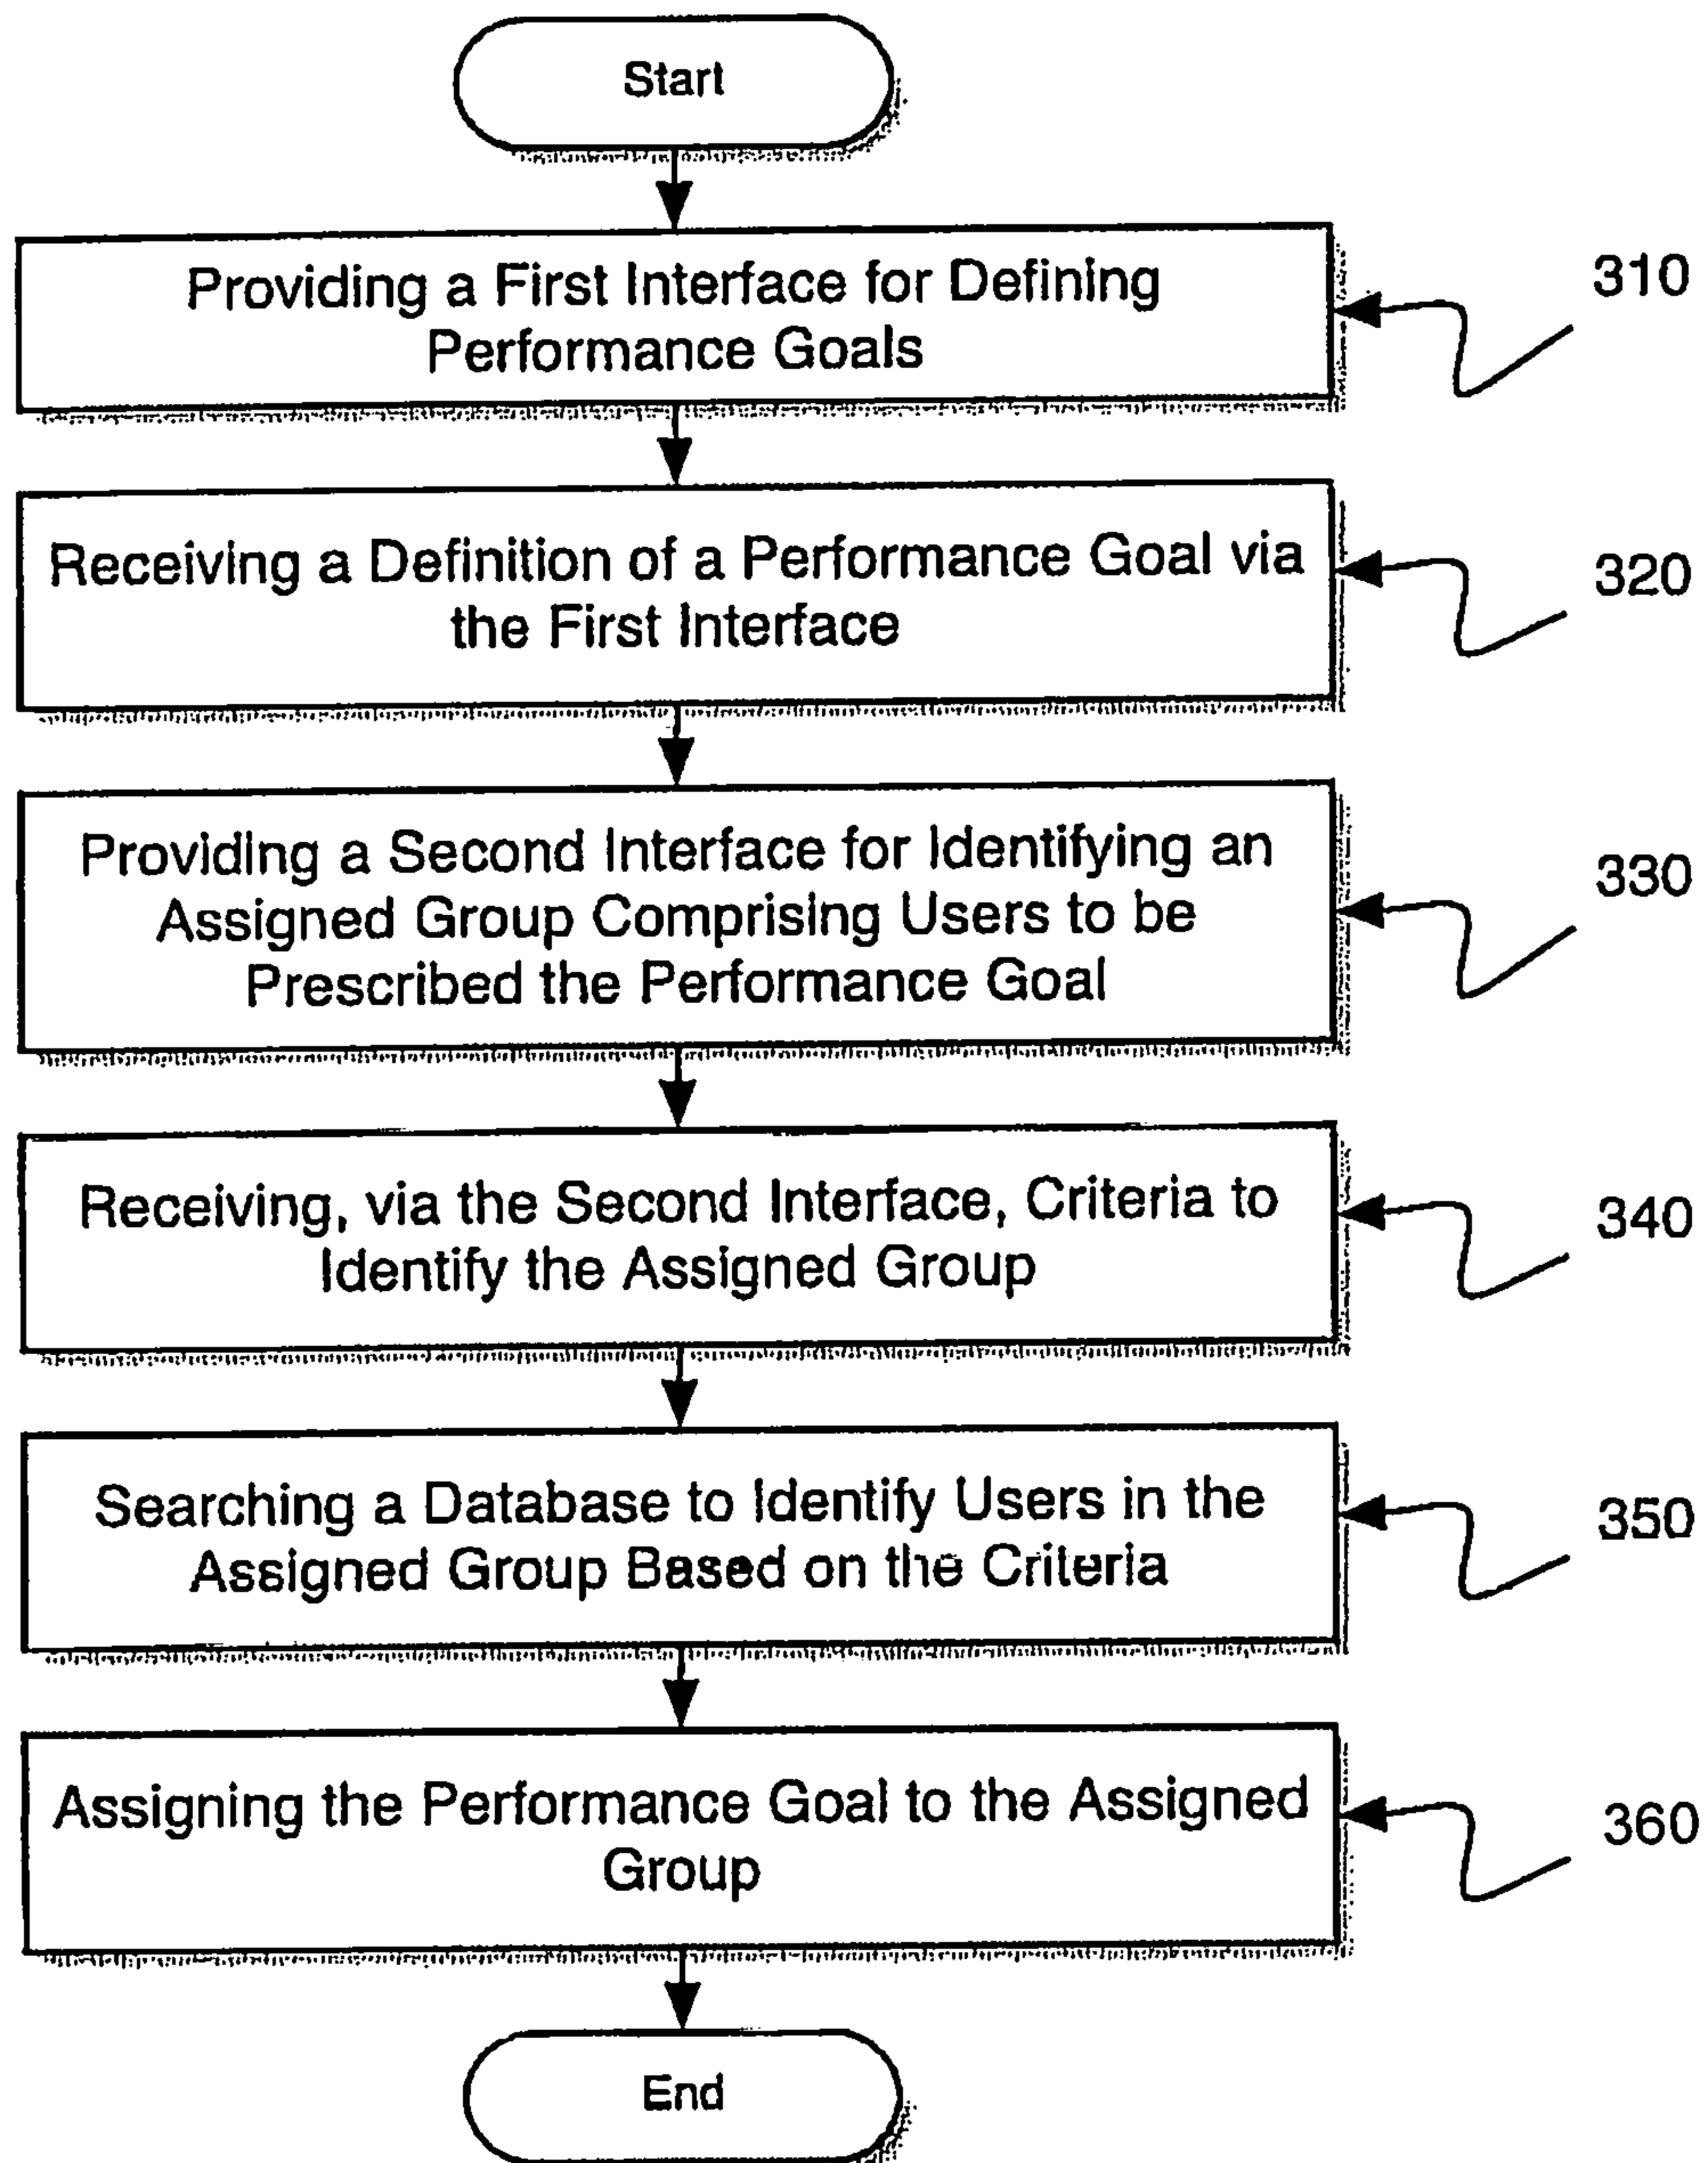 Start
Providing a First Interface for Defining
Performance Goals
310
Receiving a Definition of a Performance Goal via
the First Interface
320
Providing a Second Interface for Identifying an
Assigned Group Comprising Users to be
Prescribed the Performance Goal
330
Receiving, via the Second Interface, Criteria to
Identify the Assigned Group
340
Searching a Database to Identify Users in the
Assigned Group Based on the Criteria
350
Assigning the Performance Goal to the Assigned
Group
360
End